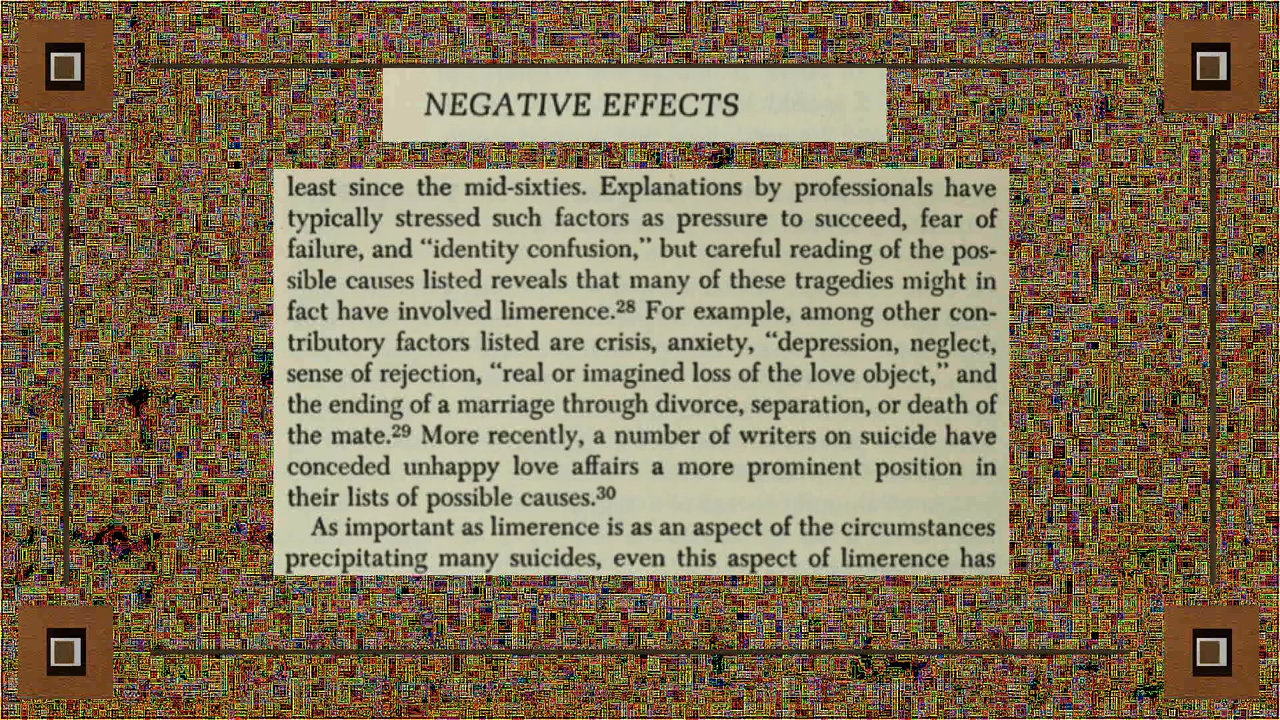 NEGATIVE EFFECTS
least since the mid-sixties. Explanations by professionals have
typically stressed such factors as pressure to succeed, fear of
failure, and “identity confusion,” but careful reading of the pos-
sible causes listed reveals that many of these tragedies might in
fact have involved limerence.²⁸ For example, among other con-
tributory factors listed are crisis, anxiety, “depression, neglect,
sense of rejection, “real or imagined loss of the love object,” and
the ending of a marriage through divorce, separation, or death of
the mate.²⁹ More recently, a number of writers on suicide have
conceded unhappy love affairs a more prominent position in
their lists of possible causes.³⁰
As important as limerence is as an aspect of the circumstances
precipitating many suicides, even this aspect of limerence has